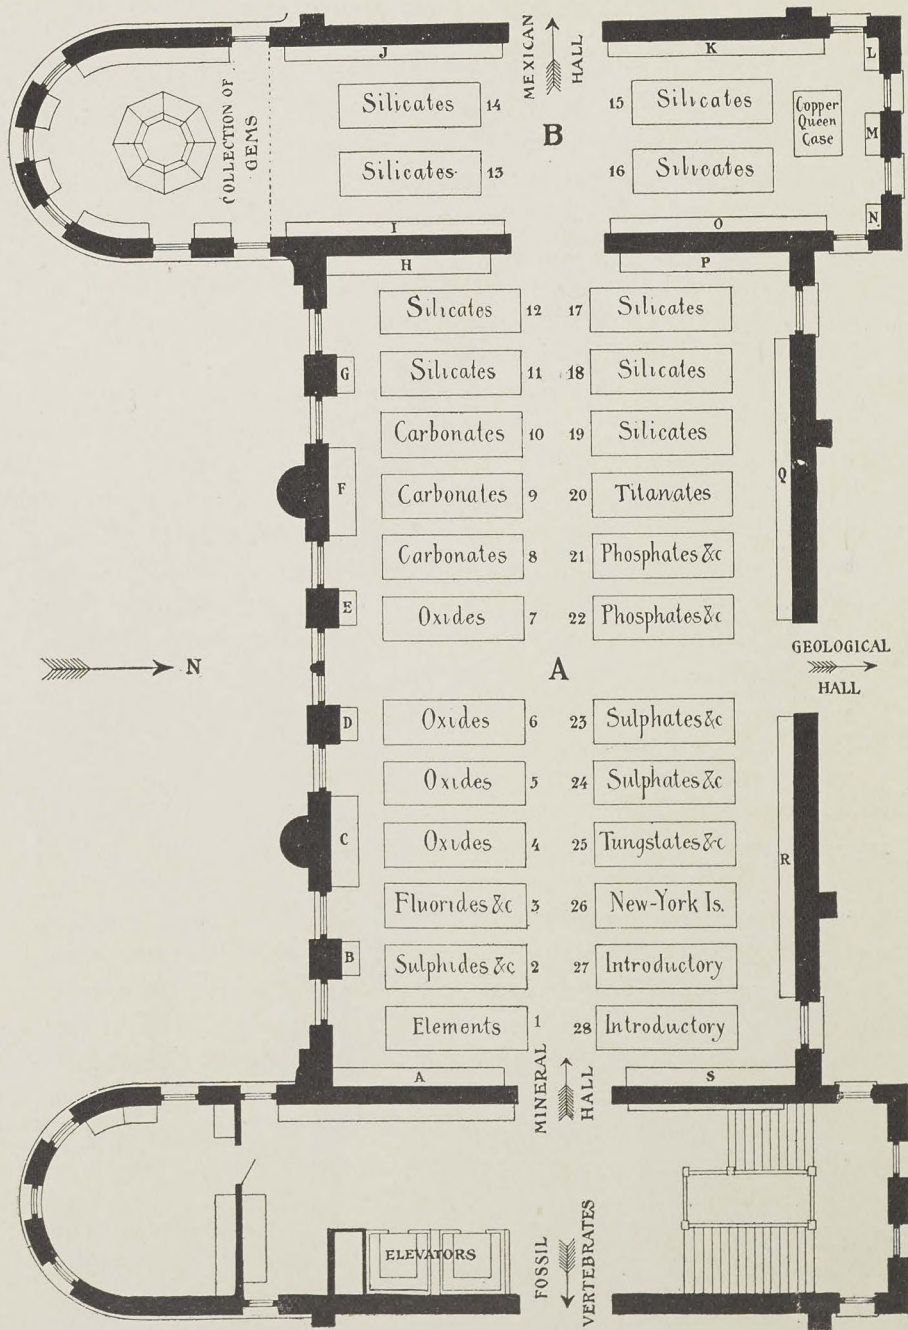 MEXICAN
HALL
J
K
L
Silicates 14
15 Silicates
Copper
Queen
Case
M
COLLECTION OF
GEMS
B
Silicates 13
16 Silicates
N
I
O
H
P
Silicates 12
17 Silicates
G
Silicates 11
18 Silicates
Carbonates 10
19 Silicates
F
Q
Carbonates 9
20 Titanates
Carbonates 8
21 Phosphates &c
E
Oxides 7
22 Phosphates &c
N
A
GEOLOGICAL
HALL
D
Oxides 6
23 Sulphates &c
Oxides 5
24 Sulphates &c
C
Oxides 4
25 Tungstates &c
R
Fluorides &c 3
26 New-York Is.
B
Sulphides &c 2
27 Introductory
Elements 1
28 Introductory
A
S
MINERAL
HALL
ELEVATORS
FOSSIL
VERTEBRATES